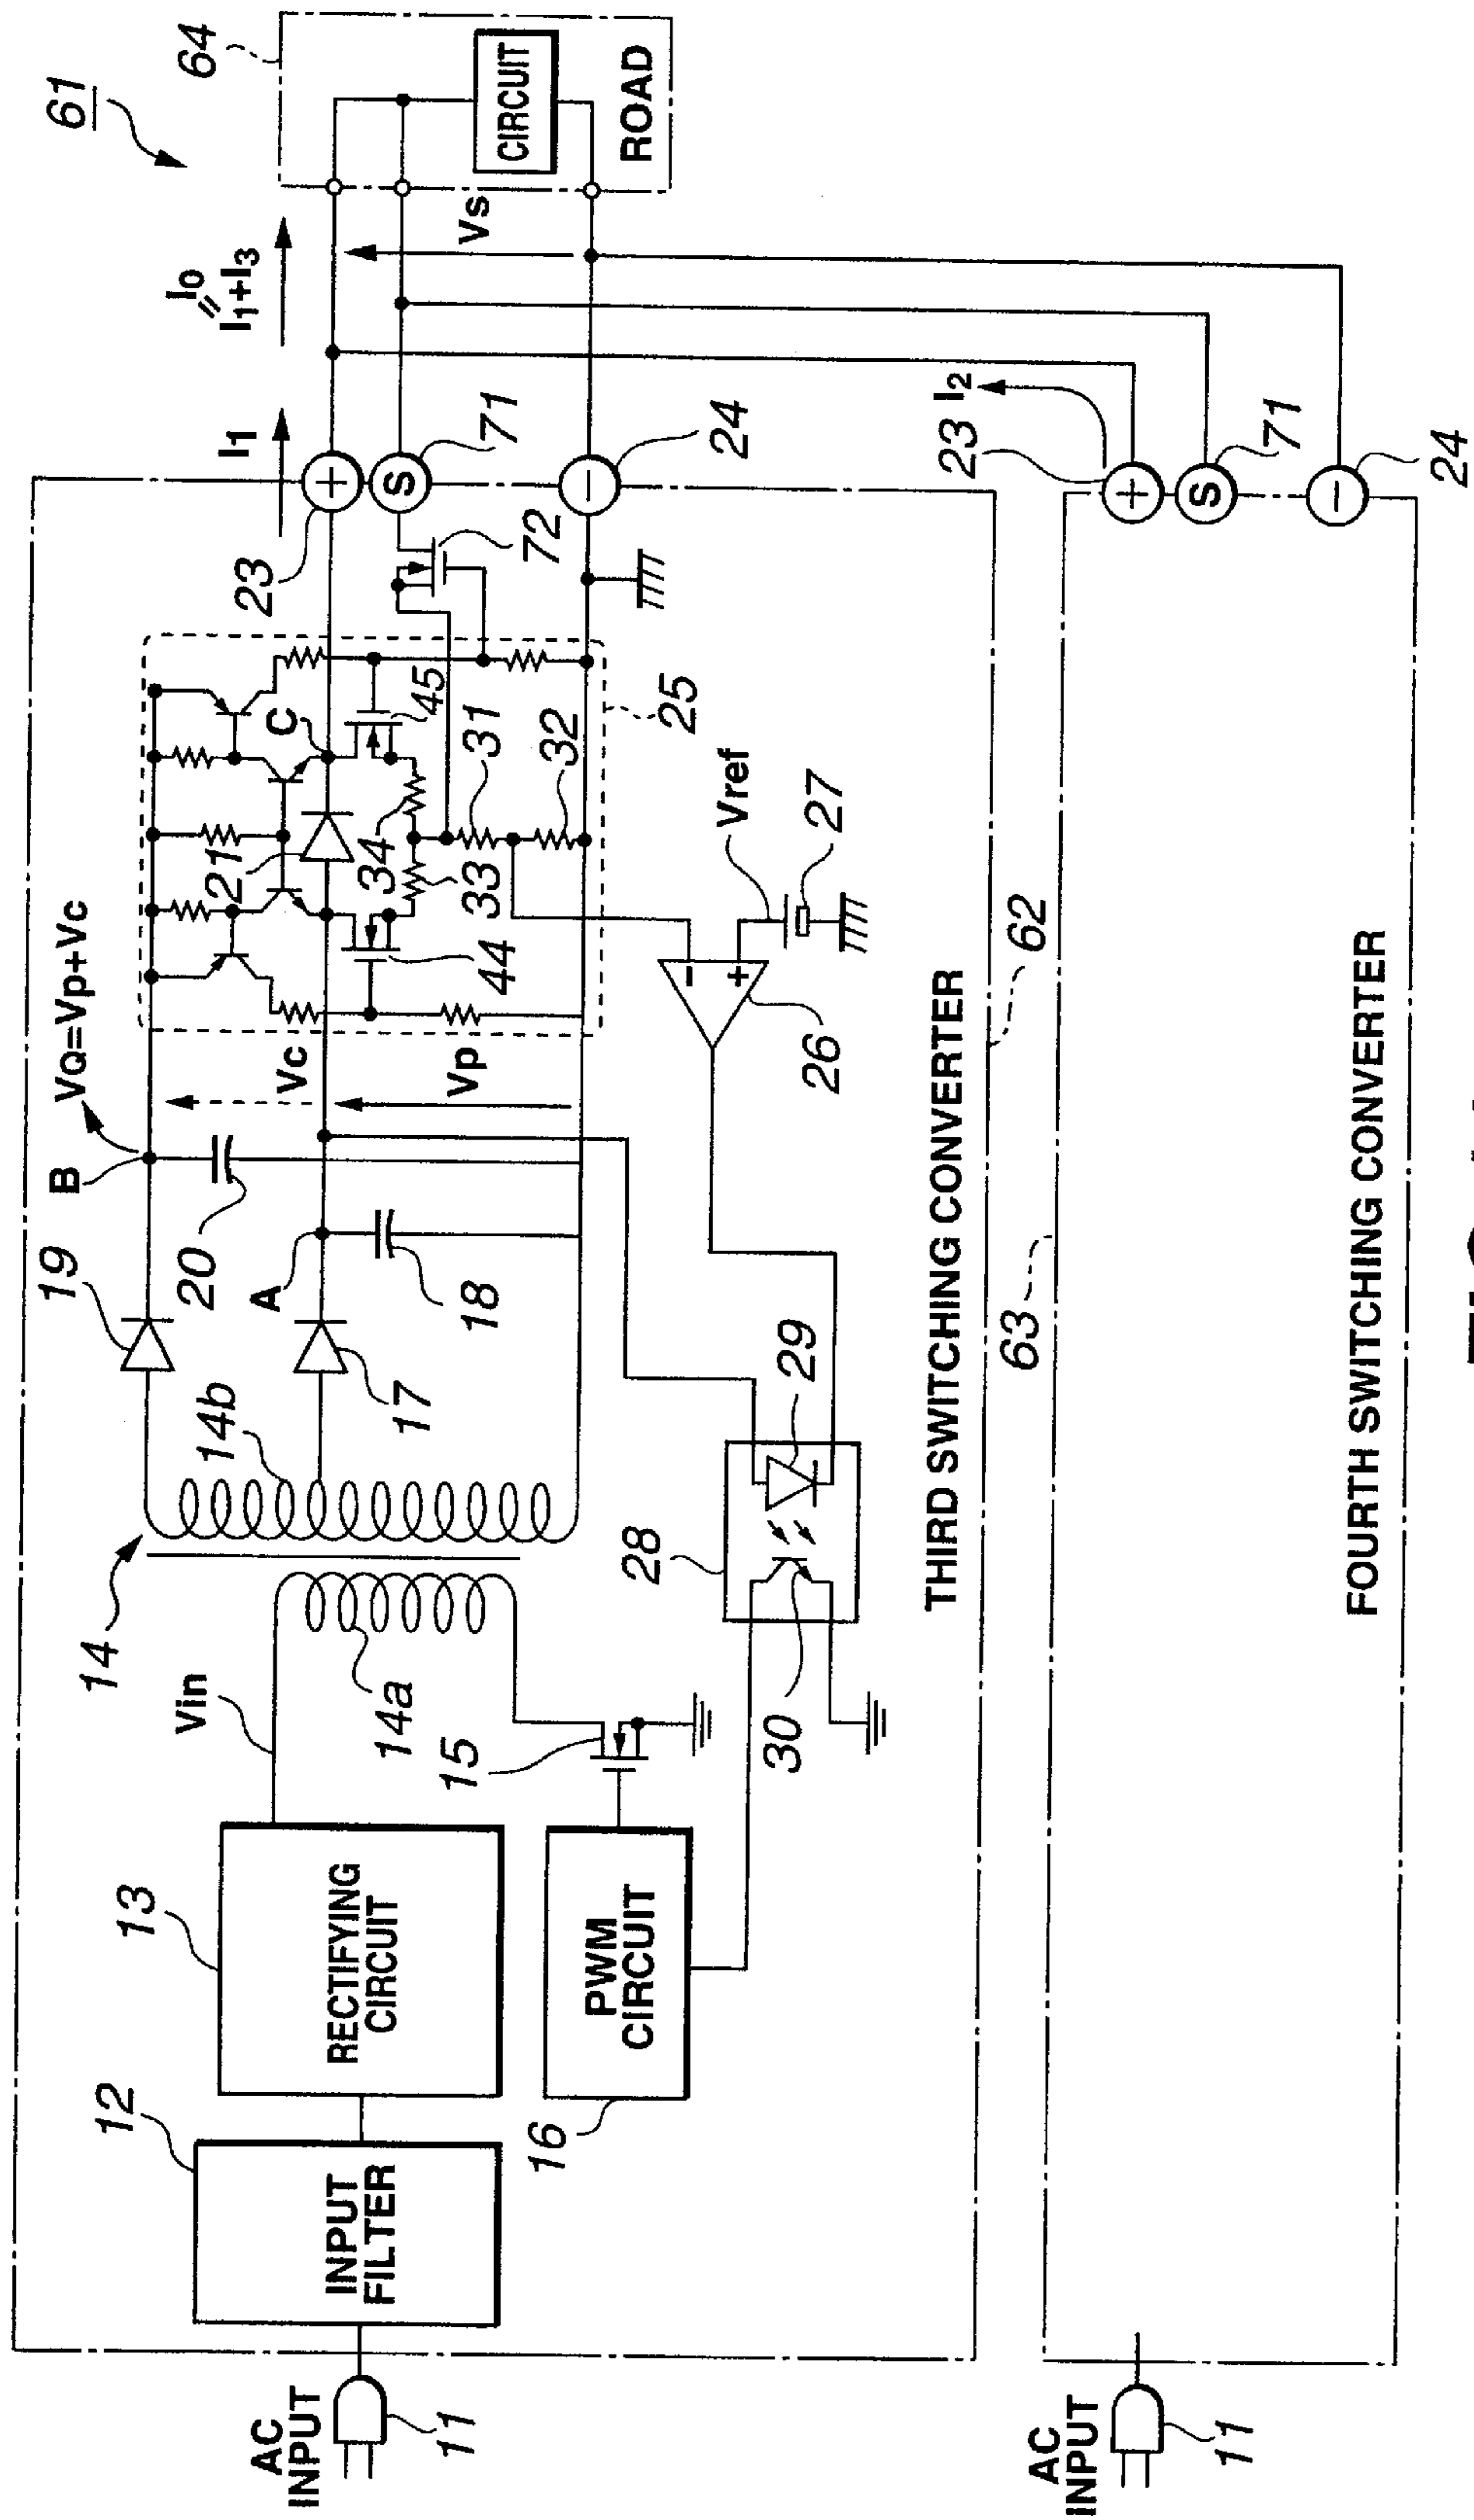 61
64
I0
//
I1+I3
I1
Vs
CIRCUIT
ROAD
23
+
S
71
−
24
72
I2
23
+
S
71
−
24
VQ=Vp+Vc
B
19
20
A
18
17
14b
14
14a
Vin
15
Vc
Vp
21
C
45
44
34
33
31
32
25
Vref
27
−
+
26
28
29
30
13
RECTIFYING
CIRCUIT
12
INPUT
FILTER
PWM
CIRCUIT
16
AC
INPUT
11
THIRD SWITCHING CONVERTER
62
63
FOURTH SWITCHING CONVERTER
AC
INPUT
11